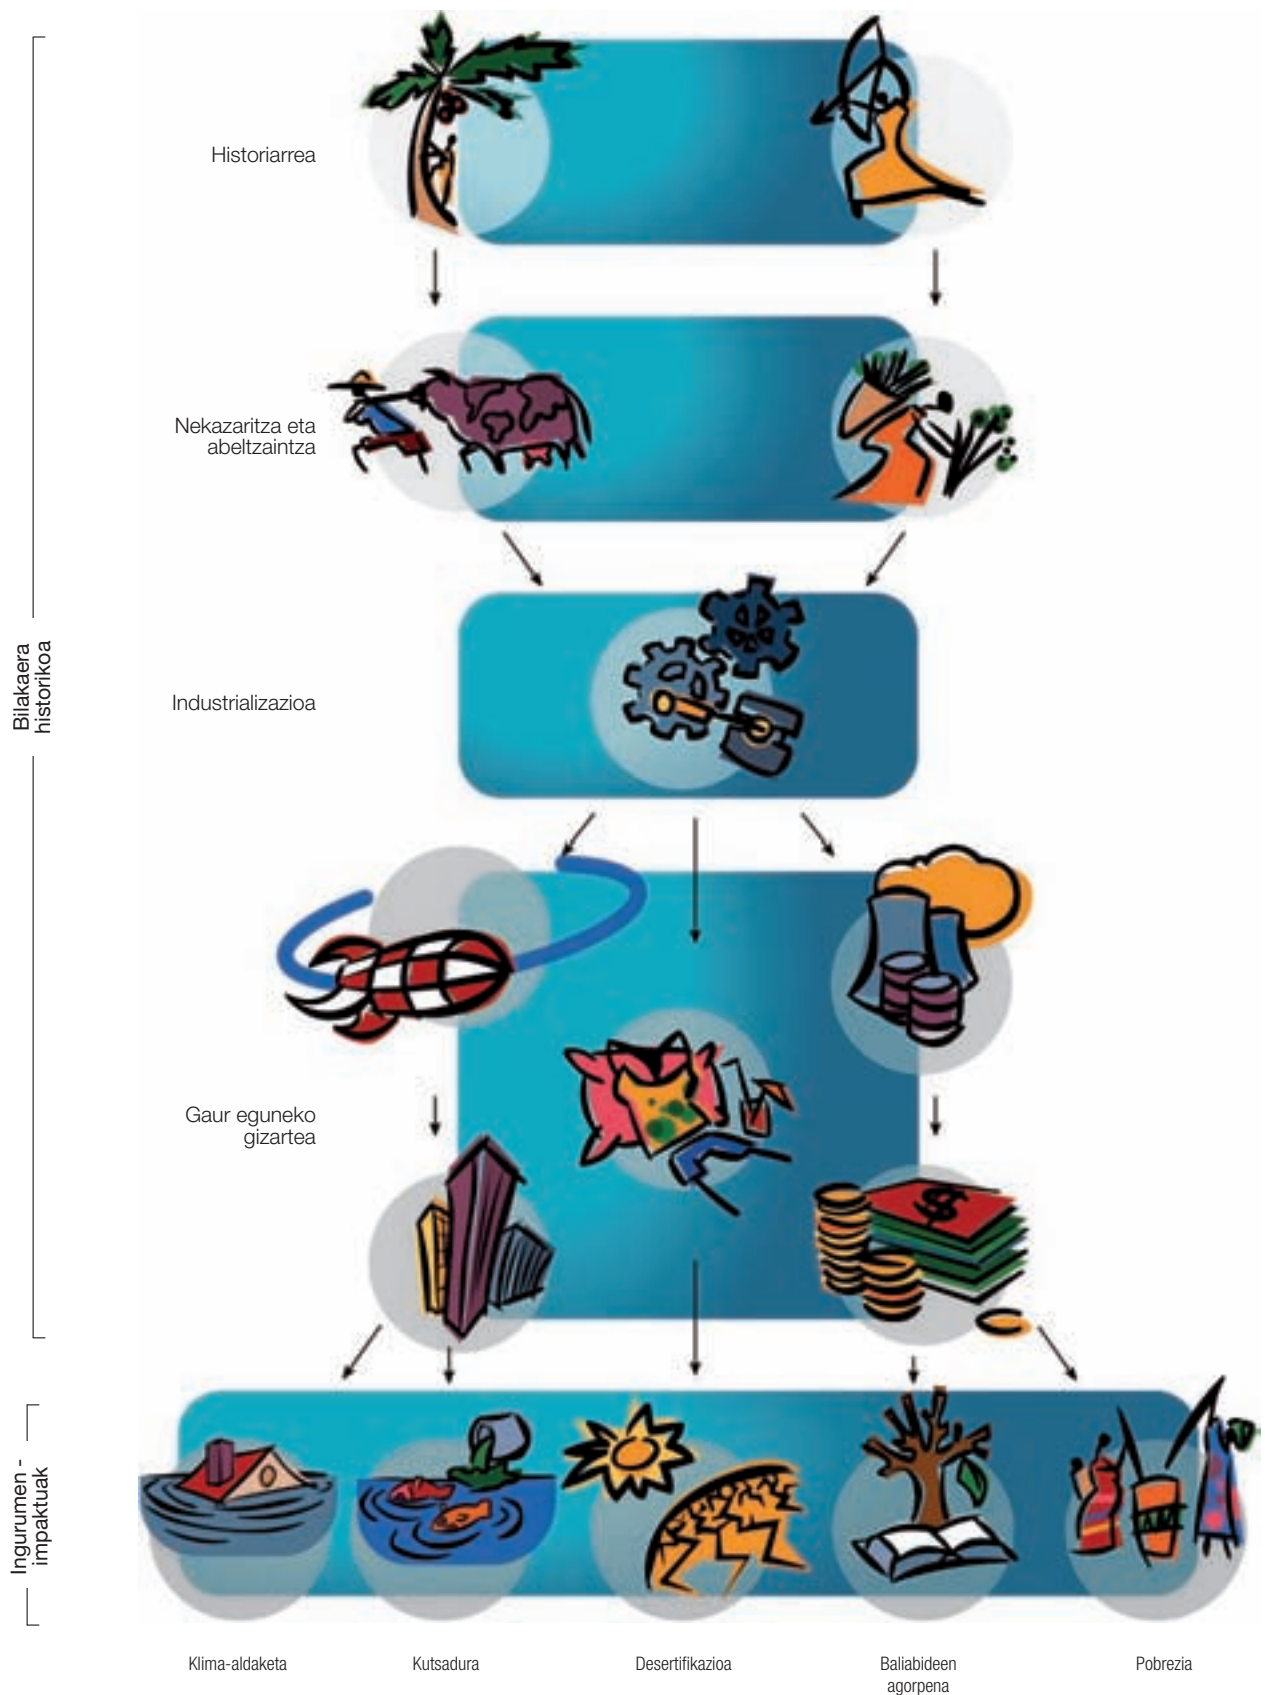 Historiarrea
Nekazaritza eta
abeltzaintza
Bilakaera
historikoa
Industrializazioa
Gaur eguneko
gizartea
$
Ingurumen -
impaktuak
Klima-aldaketa
Kutsadura
Desertifikazioa
Baliabideen
agorpena
Pobrezia